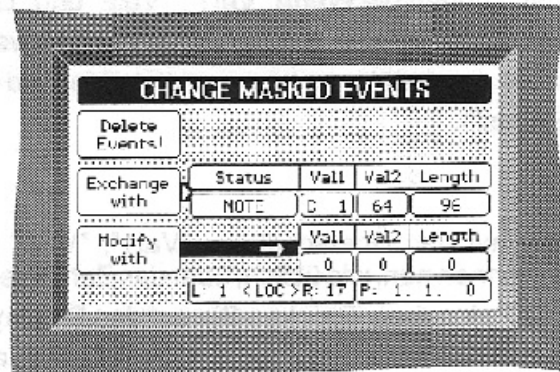 CHANGE MASKED EVENTS
Delete
Events!
Exchange
with
Status Val1 Val2 Length
NOTE C 1 64 96
Modify
with
Val1 Val2 Length
0 0 0
L: 1 <LOC> R: 17 P: 1. 1. 0